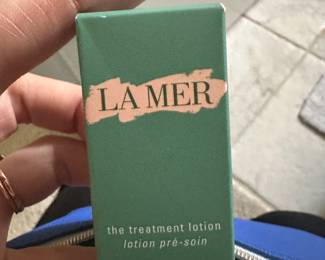 LA MER
the treatment lotion
lotion pré-soin